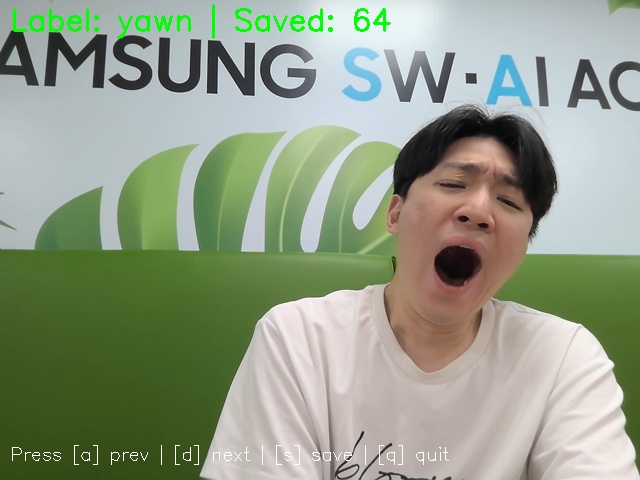 Label: yawn | Saved: 64
AMSUNG SW·AI AC
Press [a] prev | [d] next | [s] save | [q] quit